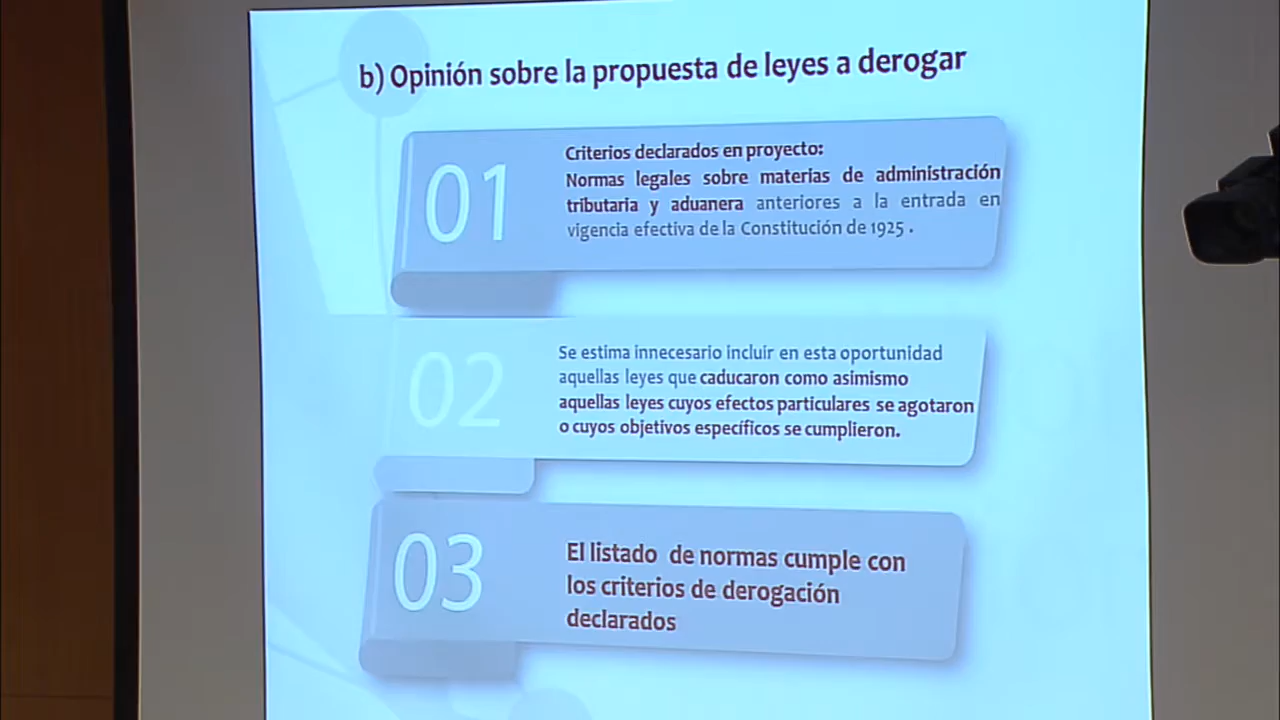 b) Opinión sobre la propuesta de leyes a derogar
01
Criterios declarados en proyecto:
Normas legales sobre materias de administración
tributaria y aduanera anteriores a la entrada en
vigencia efectiva de la Constitución de 1925 .
02
Se estima innecesario incluir en esta oportunidad
aquellas leyes que caducaron como asimismo
aquellas leyes cuyos efectos particulares se agotaron
o cuyos objetivos específicos se cumplieron.
03
El listado de normas cumple con
los criterios de derogación
declarados